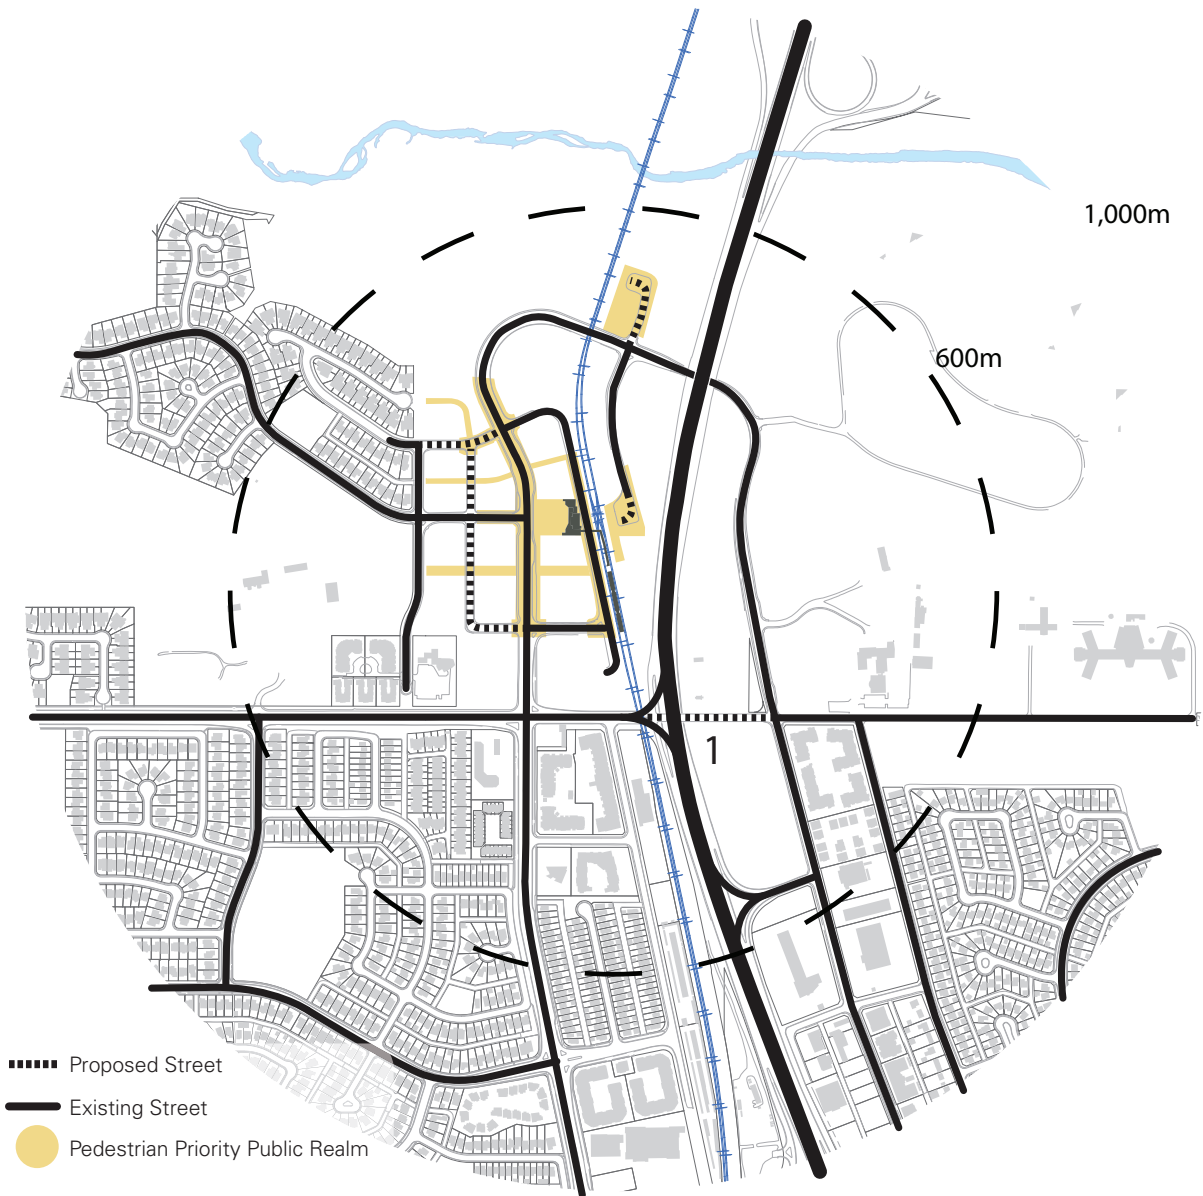 1,000m
600m
1
Proposed Street
Existing Street
Pedestrian Priority Public Realm